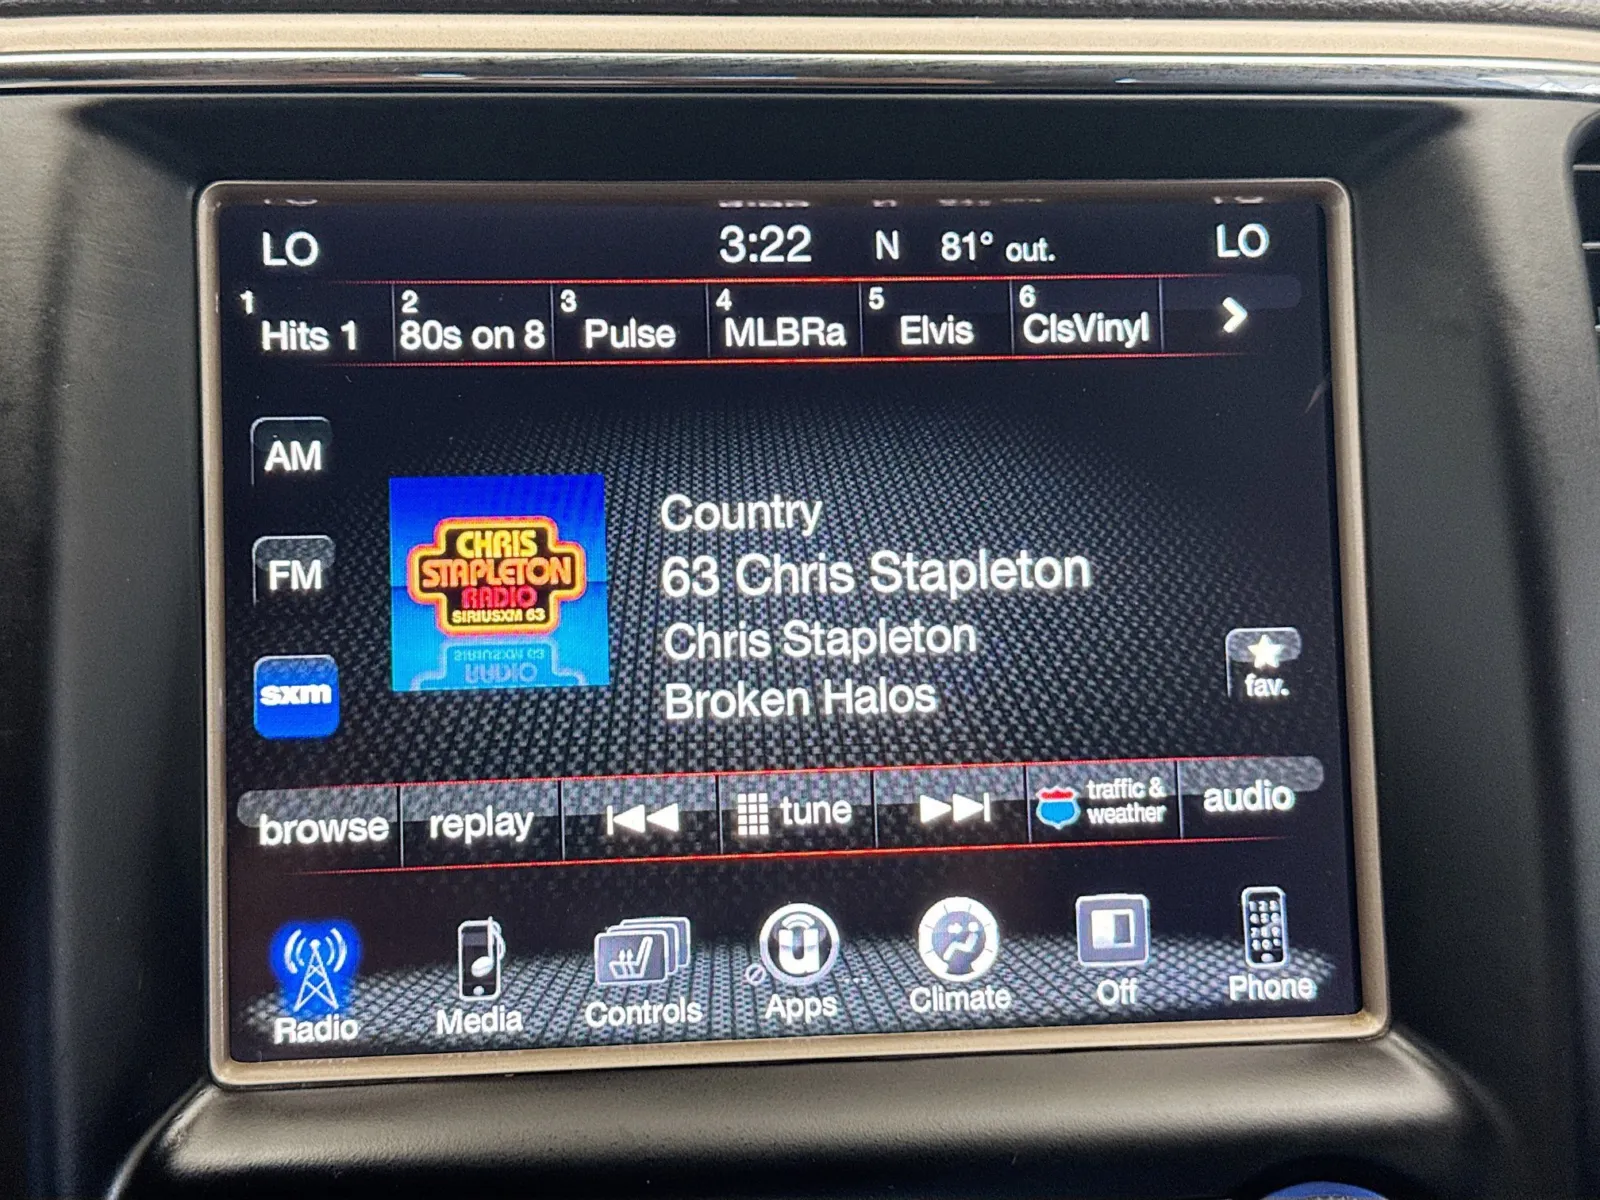 LO 3:22 N 81° out. LO
1 2 3 4 5 6
Hits 1 80s on 8 Pulse MLBRa Elvis ClsVinyl
AM
FM
sxm
CHRIS
STAPLETON
RADIO
SIRIUSXM 63
Country
63 Chris Stapleton
Chris Stapleton
Broken Halos
fav.
browse replay tune traffic & weather audio
Radio Media Controls Apps Climate Off Phone